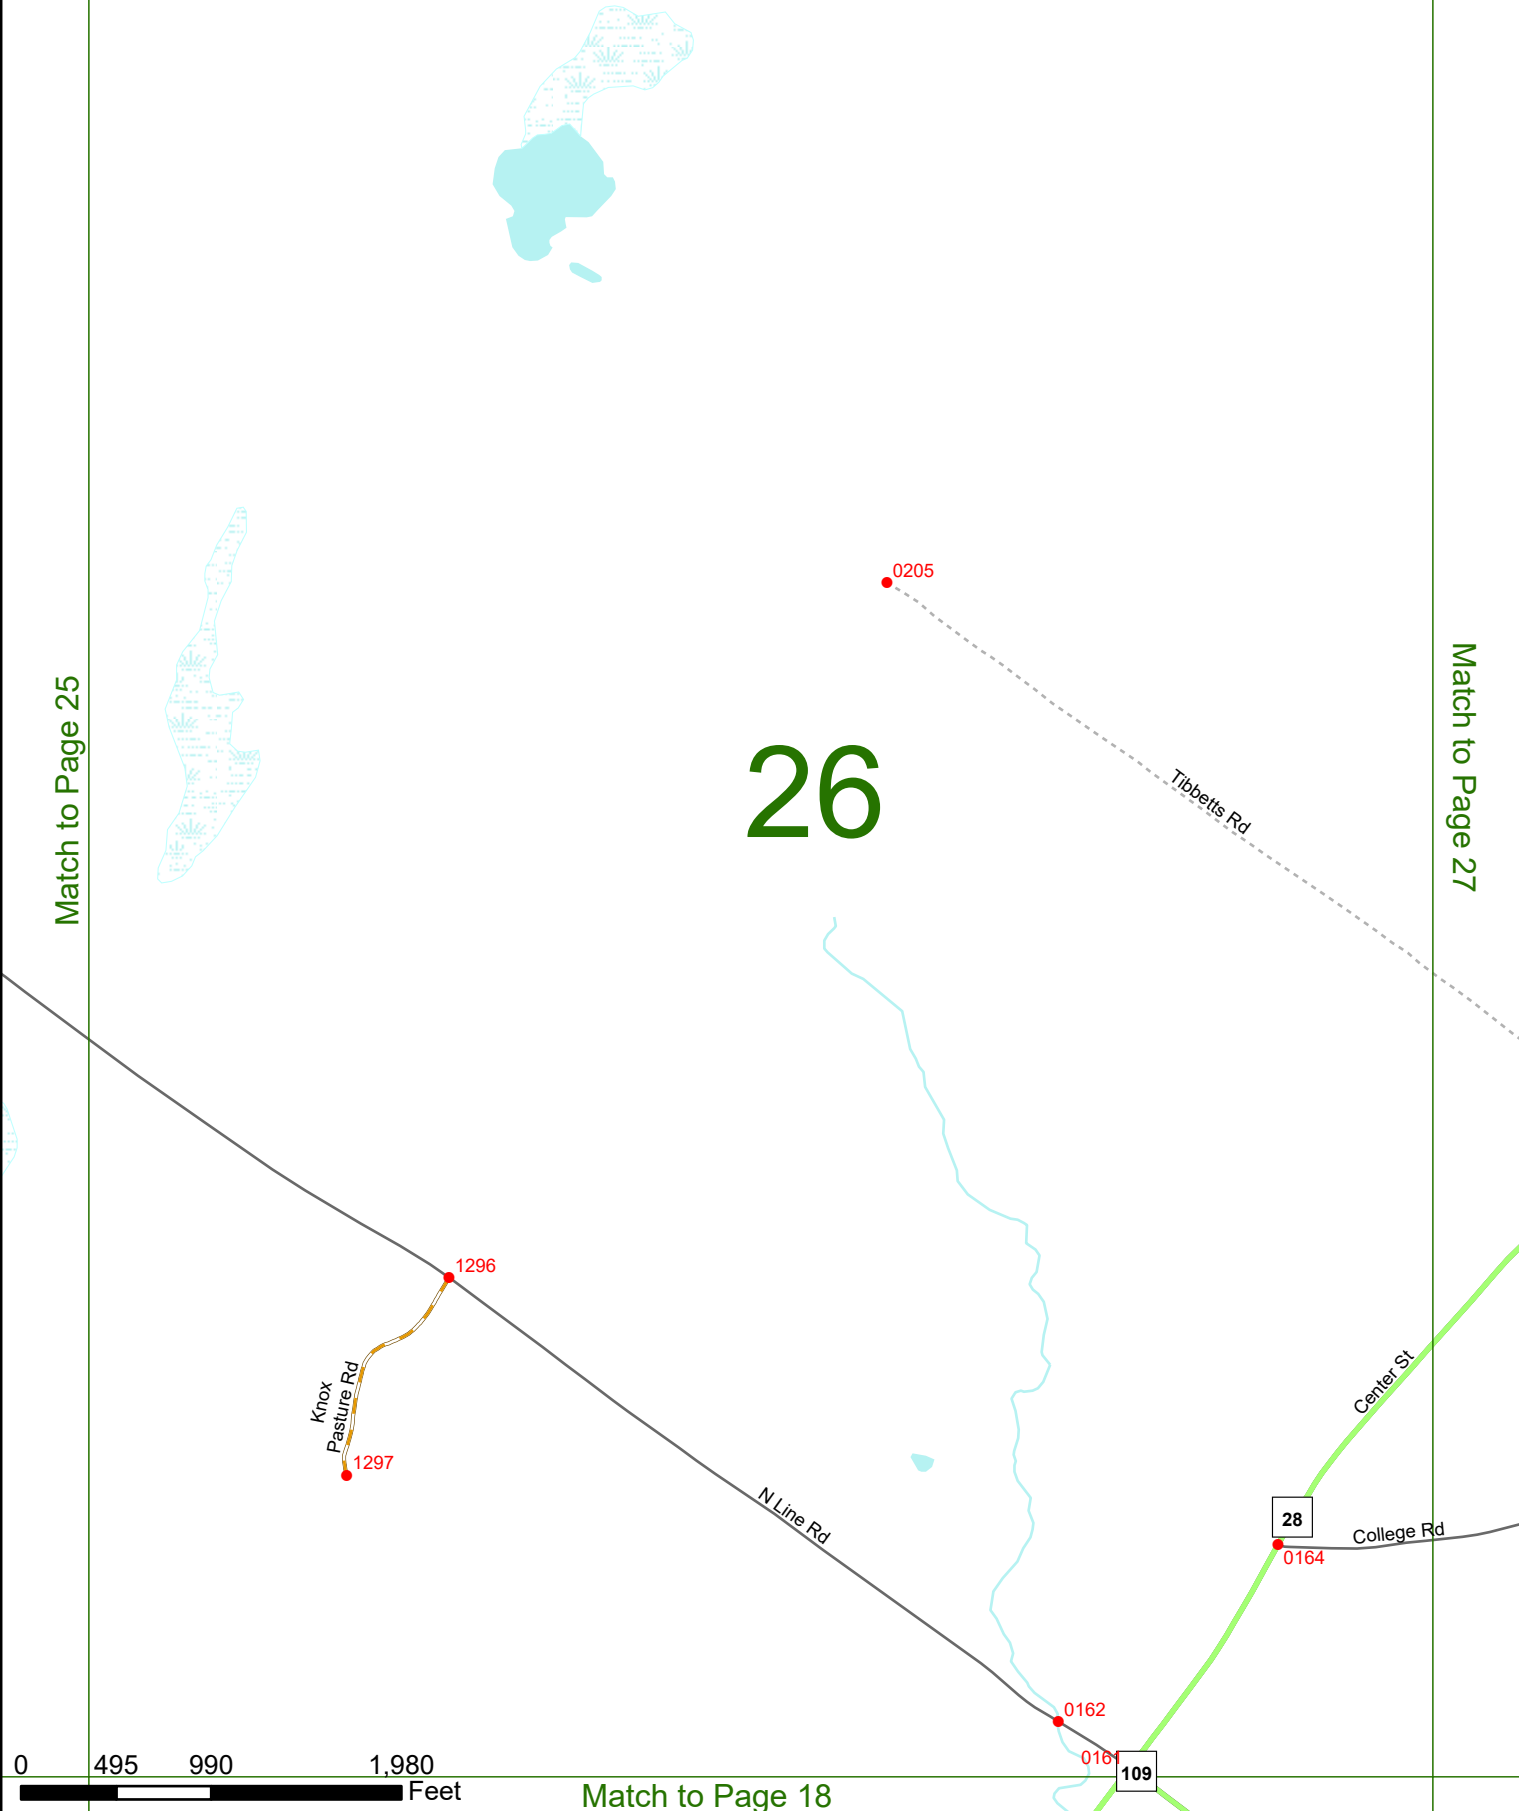 0205
Match to Page 25
Match to Page 27
26
Tibbetts Rd
1296
Knox
Pasture Rd
1297
Center St
N Line Rd
28
College Rd
0164
0162
0161
109
0 495 990 1,980
Feet
Match to Page 18